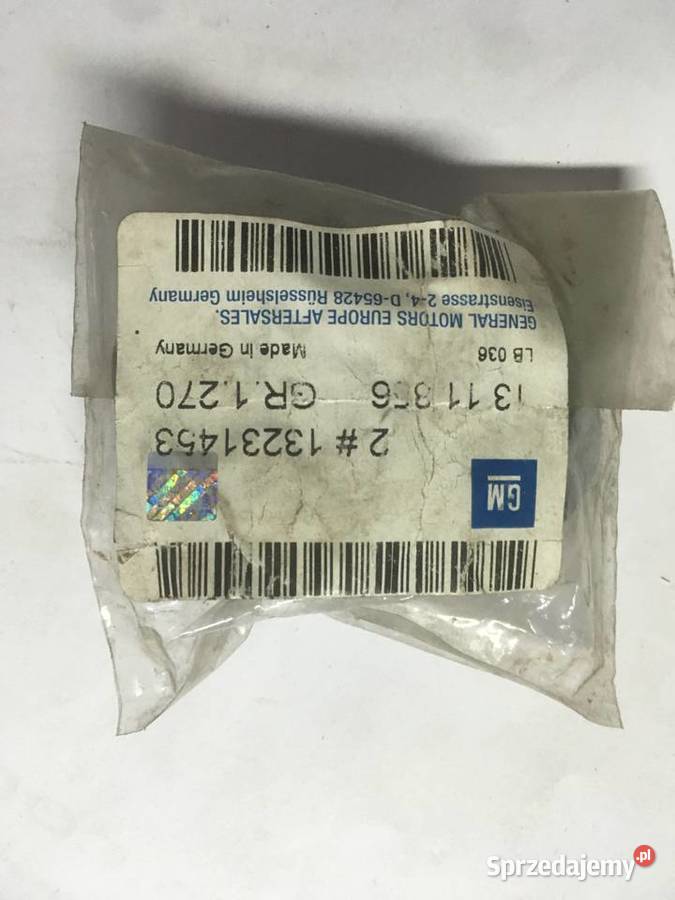 GM
2 # 13231453
13 11 GR.1.270
LB 036 Made in Germany
GENERAL MOTORS EUROPE AFTERSALES.
Eisenstrasse 2-4, D-65428 Rüsselsheim Germany
Sprzedajemy.pl